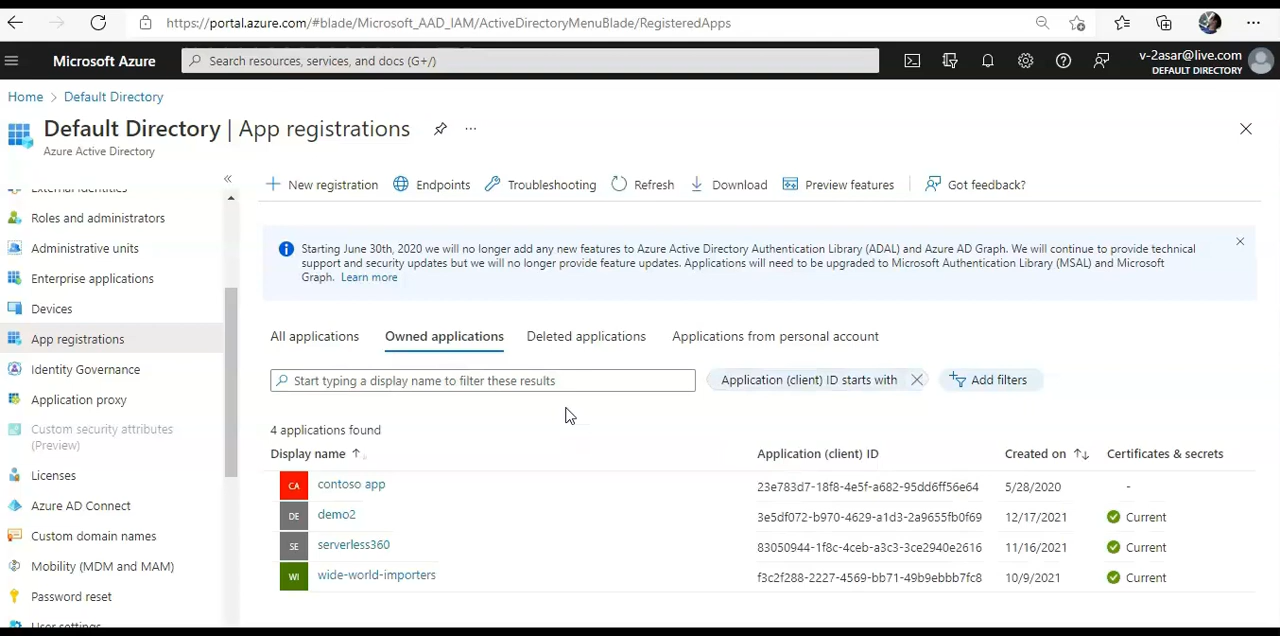 https://portal.azure.com/#blade/Microsoft_AAD_IAM/ActiveDirectoryMenuBlade/RegisteredApps
Microsoft Azure
Search resources, services, and docs (G+/)
v-2asar@live.com
DEFAULT DIRECTORY
Home > Default Directory
Default Directory | App registrations
Azure Active Directory
New registration Endpoints Troubleshooting Refresh Download Preview features Got feedback?
External Identities
Roles and administrators
Administrative units
Enterprise applications
Devices
App registrations
Identity Governance
Application proxy
Custom security attributes
(Preview)
Licenses
Azure AD Connect
Custom domain names
Mobility (MDM and MAM)
Password reset
User settings
Starting June 30th, 2020 we will no longer add any new features to Azure Active Directory Authentication Library (ADAL) and Azure AD Graph. We will continue to provide technical
support and security updates but we will no longer provide feature updates. Applications will need to be upgraded to Microsoft Authentication Library (MSAL) and Microsoft
Graph. Learn more
All applications Owned applications Deleted applications Applications from personal account
Start typing a display name to filter these results
Application (client) ID starts with
Add filters
4 applications found
Display name Application (client) ID Created on Certificates & secrets
CA contoso app 23e783d7-18f8-4e5f-a682-95dd6ff56e64 5/28/2020 -
DE demo2 3e5df072-b970-4629-a1d3-2a9655fb0f69 12/17/2021 Current
SE serverless360 83050944-1f8c-4ceb-a3c3-3ce2940e2616 11/16/2021 Current
WI wide-world-importers f3c2f288-2227-4569-bb71-49b9ebbb7fc8 10/9/2021 Current